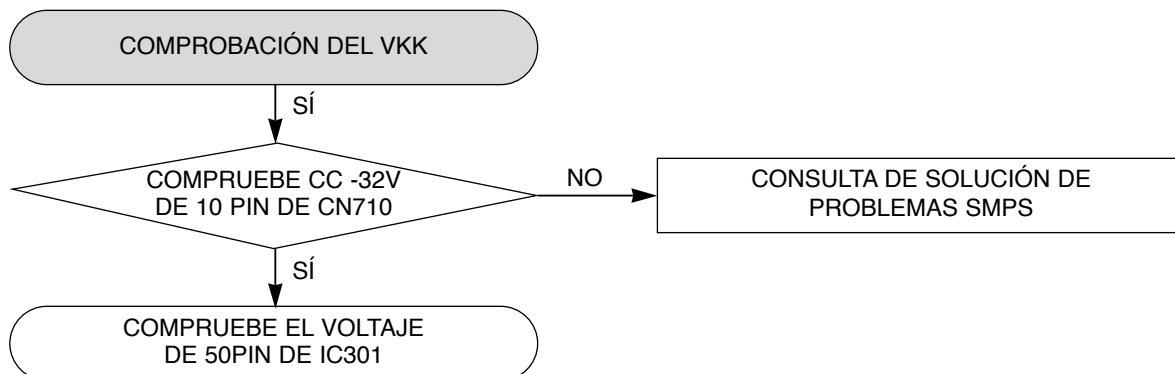 COMPROBACIÓN DEL VKK
SÍ
COMPRUEBE CC -32V
DE 10 PIN DE CN710
NO
CONSULTA DE SOLUCIÓN DE
PROBLEMAS SMPS
SÍ
COMPRUEBE EL VOLTAJE
DE 50PIN DE IC301